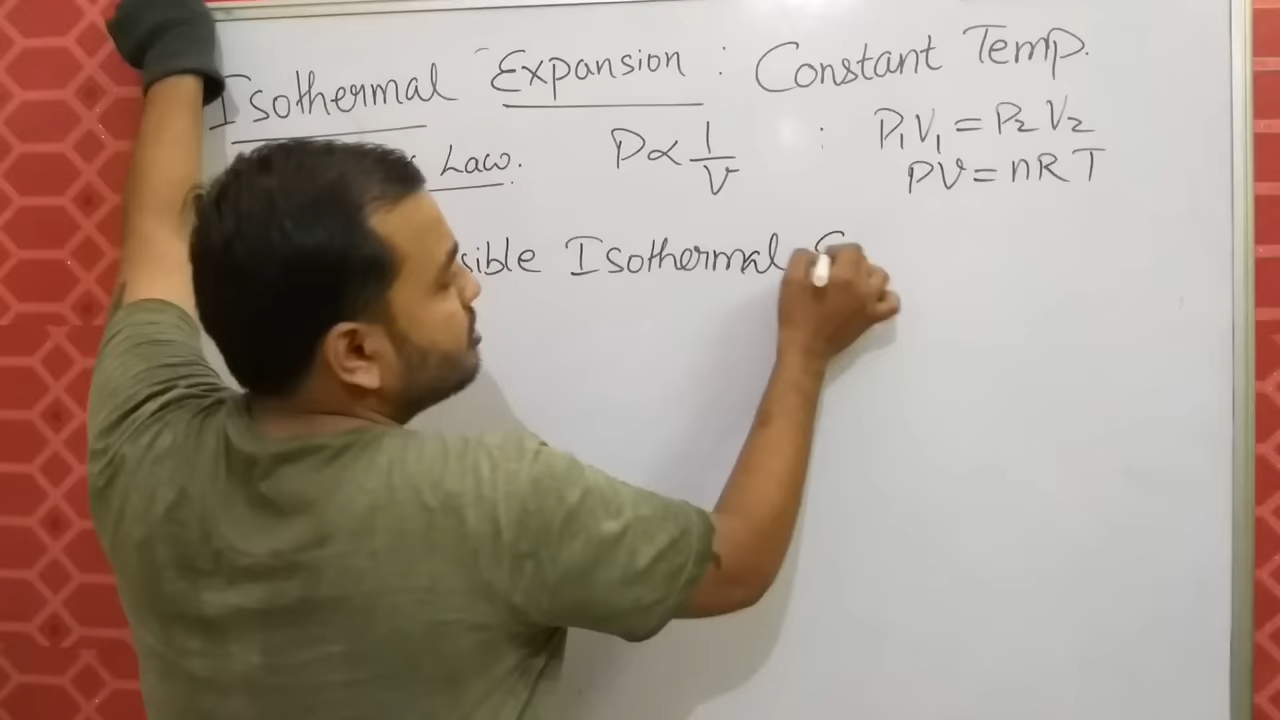 Isothermal Expansion : Constant Temp.
Law. P ∝ 1/V : P₁V₁ = P₂V₂
PV = nRT
sible Isothermal